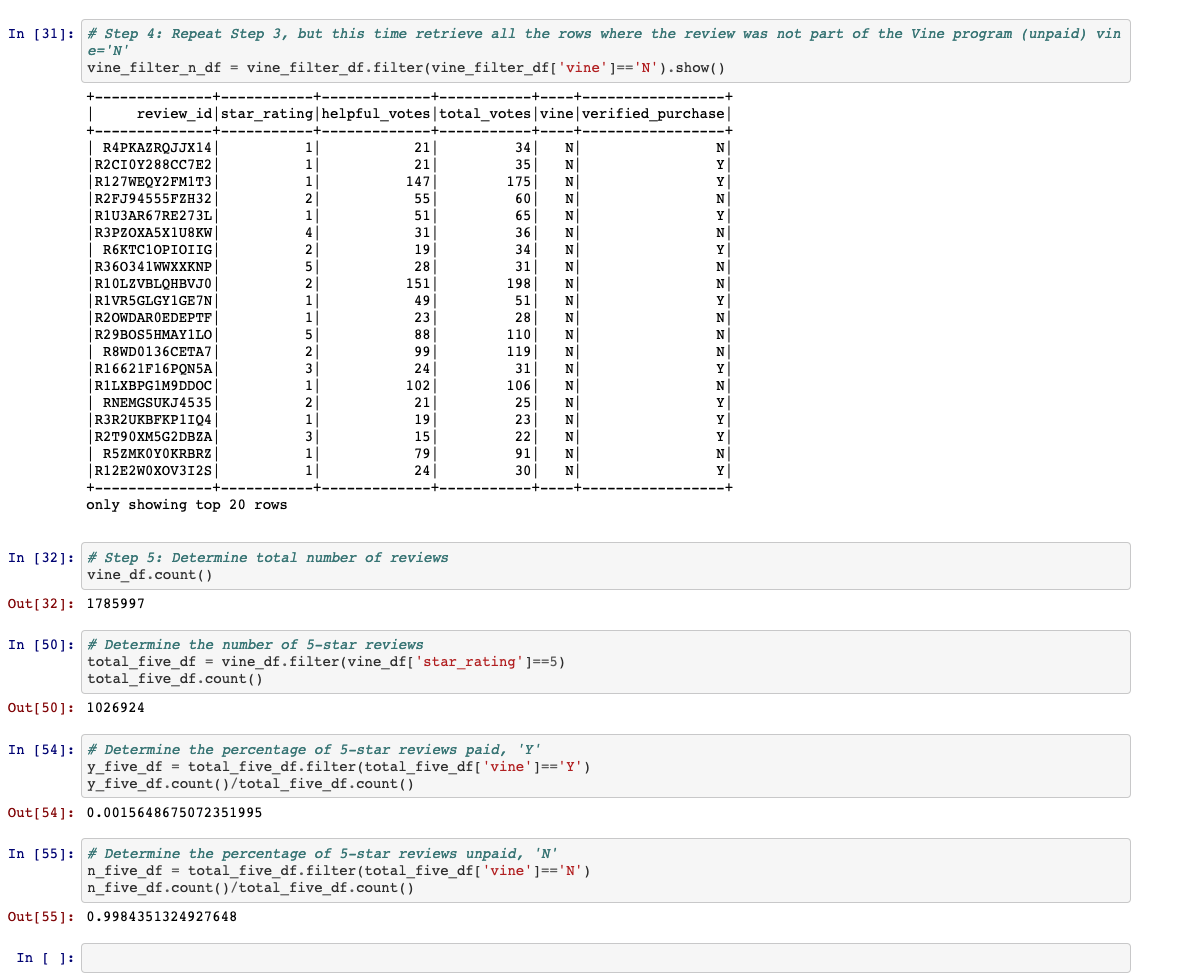 In [31]: # Step 4: Repeat Step 3, but this time retrieve all the rows where the review was not part of the Vine program (unpaid) vin
e='N'
vine_filter_n_df = vine_filter_df.filter(vine_filter_df['vine']=='N').show()
+--------------+-----------+-------------+-----------+----+-----------------+
|     review_id|star_rating|helpful_votes|total_votes|vine|verified_purchase|
+--------------+-----------+-------------+-----------+----+-----------------+
| R4PKAZRQJJX14|          1|           21|         34|   N|                N|
|R2CI0Y288CC7E2|          1|           21|         35|   N|                Y|
|R127WEQY2FM1T3|          1|          147|        175|   N|                Y|
|R2FJ94555FZH32|          2|           55|         60|   N|                N|
|R1U3AR67RE273L|          1|           51|         65|   N|                Y|
|R3PZOXA5X1U8KW|          4|           31|         36|   N|                N|
| R6KTC1OPIOIIG|          2|           19|         34|   N|                Y|
|R36O341WWXXKNP|          5|           28|         31|   N|                N|
|R10LZVBLQHBVJ0|          2|          151|        198|   N|                N|
|R1VR5GLGY1GE7N|          1|           49|         51|   N|                Y|
|R2OWDAR0EDEPTF|          1|           23|         28|   N|                N|
|R29BOS5HMAY1LO|          5|           88|        110|   N|                N|
| R8WD0136CETA7|          2|           99|        119|   N|                N|
|R16621F16PQN5A|          3|           24|         31|   N|                Y|
|R1LXBPG1M9DDOC|          1|          102|        106|   N|                N|
| RNEMGSUKJ4535|          2|           21|         25|   N|                Y|
|R3R2UKBFKP1IQ4|          1|           19|         23|   N|                Y|
|R2T90XM5G2DBZA|          3|           15|         22|   N|                Y|
| R5ZMK0Y0KRBRZ|          1|           79|         91|   N|                N|
|R12E2W0XOV3I2S|          1|           24|         30|   N|                Y|
+--------------+-----------+-------------+-----------+----+-----------------+
only showing top 20 rows
In [32]: # Step 5: Determine total number of reviews
vine_df.count()
Out[32]: 1785997
In [50]: # Determine the number of 5-star reviews
total_five_df = vine_df.filter(vine_df['star_rating']==5)
total_five_df.count()
Out[50]: 1026924
In [54]: # Determine the percentage of 5-star reviews paid, 'Y'
y_five_df = total_five_df.filter(total_five_df['vine']=='Y')
y_five_df.count()/total_five_df.count()
Out[54]: 0.0015648675072351995
In [55]: # Determine the percentage of 5-star reviews unpaid, 'N'
n_five_df = total_five_df.filter(total_five_df['vine']=='N')
n_five_df.count()/total_five_df.count()
Out[55]: 0.9984351324927648
In [ ]: